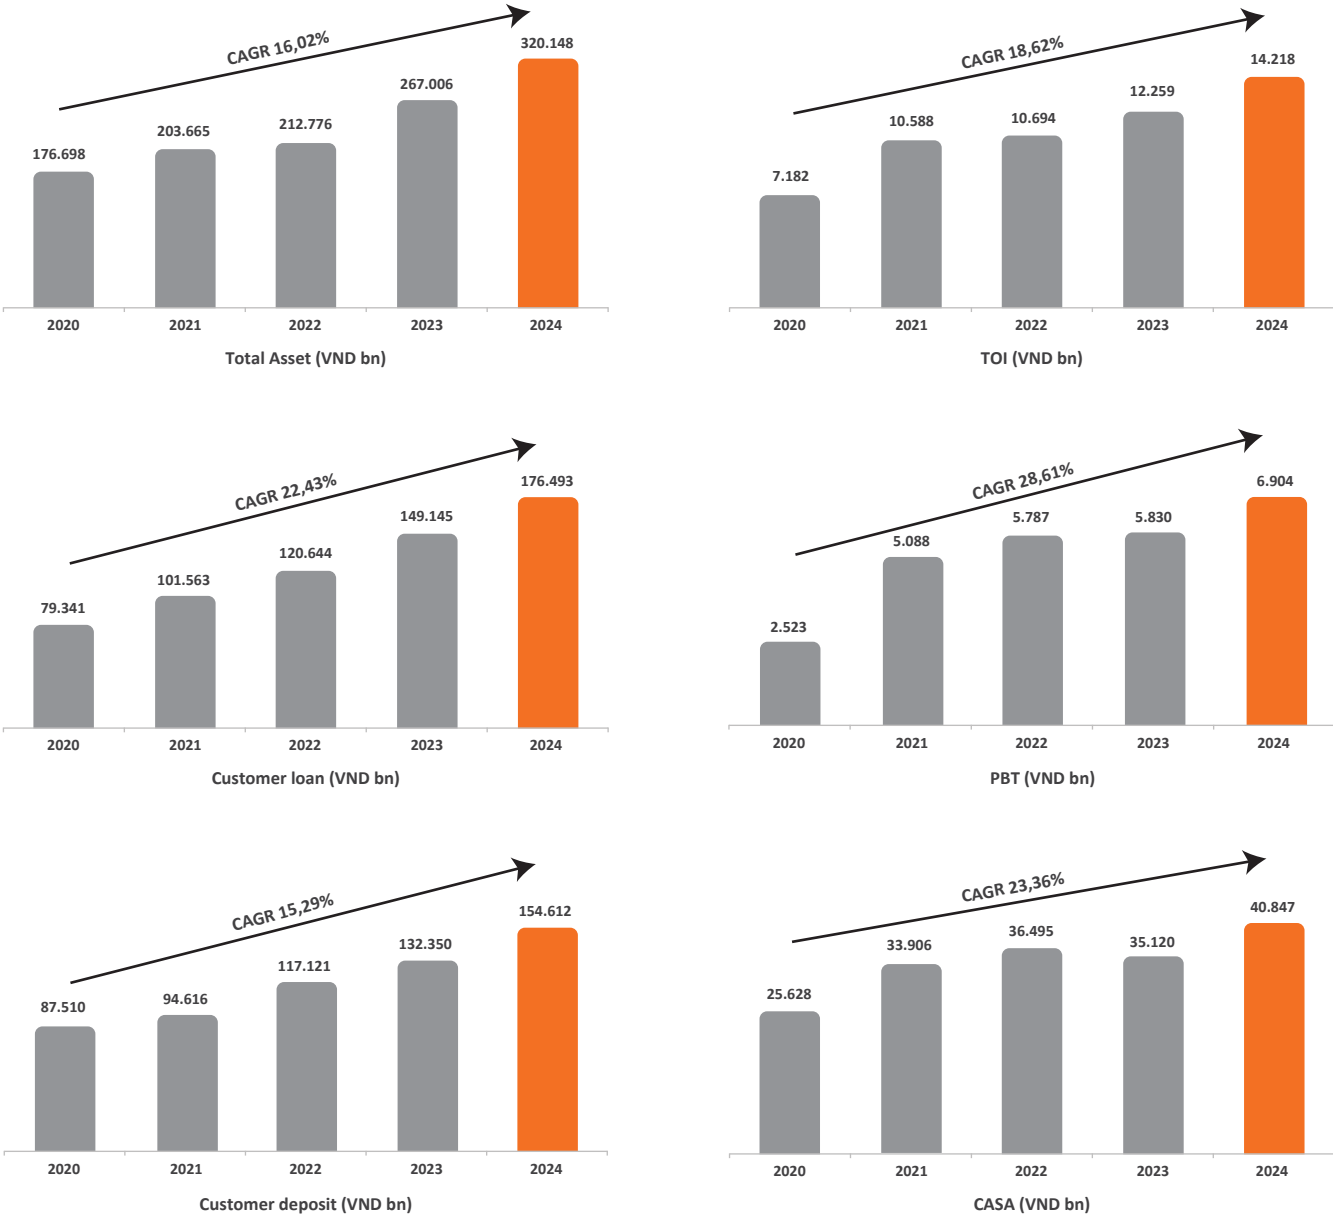 CAGR 16,02%
176.698
203.665
212.776
267.006
320.148
2020 2021 2022 2023 2024
Total Asset (VND bn)
CAGR 18,62%
7.182
10.588
10.694
12.259
14.218
2020 2021 2022 2023 2024
TOI (VND bn)
CAGR 22,43%
79.341
101.563
120.644
149.145
176.493
2020 2021 2022 2023 2024
Customer loan (VND bn)
CAGR 28,61%
2.523
5.088
5.787
5.830
6.904
2020 2021 2022 2023 2024
PBT (VND bn)
CAGR 15,29%
87.510
94.616
117.121
132.350
154.612
2020 2021 2022 2023 2024
Customer deposit (VND bn)
CAGR 23,36%
25.628
33.906
36.495
35.120
40.847
2020 2021 2022 2023 2024
CASA (VND bn)